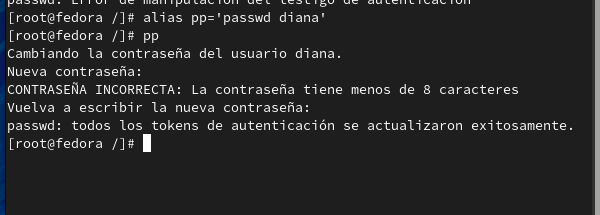 passwd: Error de manipulación del testigo de autenticación
[root@fedora /]# alias pp='passwd diana'
[root@fedora /]# pp
Cambiando la contraseña del usuario diana.
Nueva contraseña:
CONTRASEÑA INCORRECTA: La contraseña tiene menos de 8 caracteres
Vuelva a escribir la nueva contraseña:
passwd: todos los tokens de autenticación se actualizaron exitosamente.
[root@fedora /]#